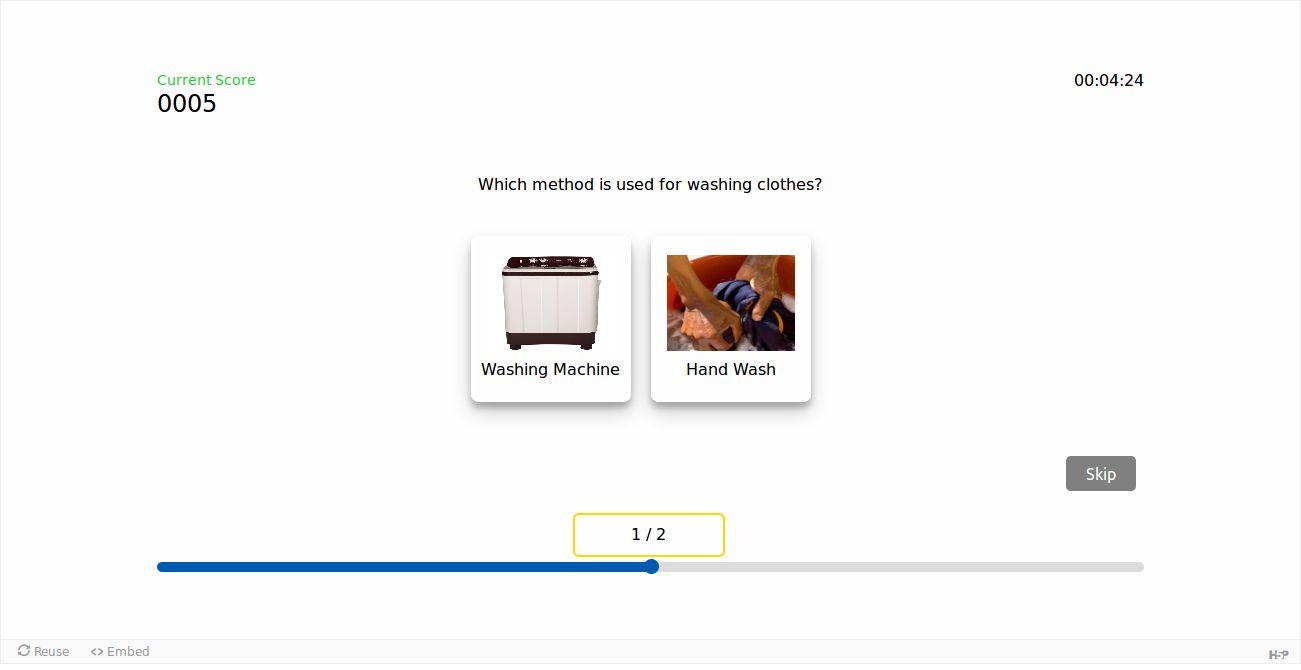 Current Score
0005
00:04:24
Which method is used for washing clothes?
Washing Machine
Hand Wash
Skip
1 / 2
Reuse
<> Embed
H5P